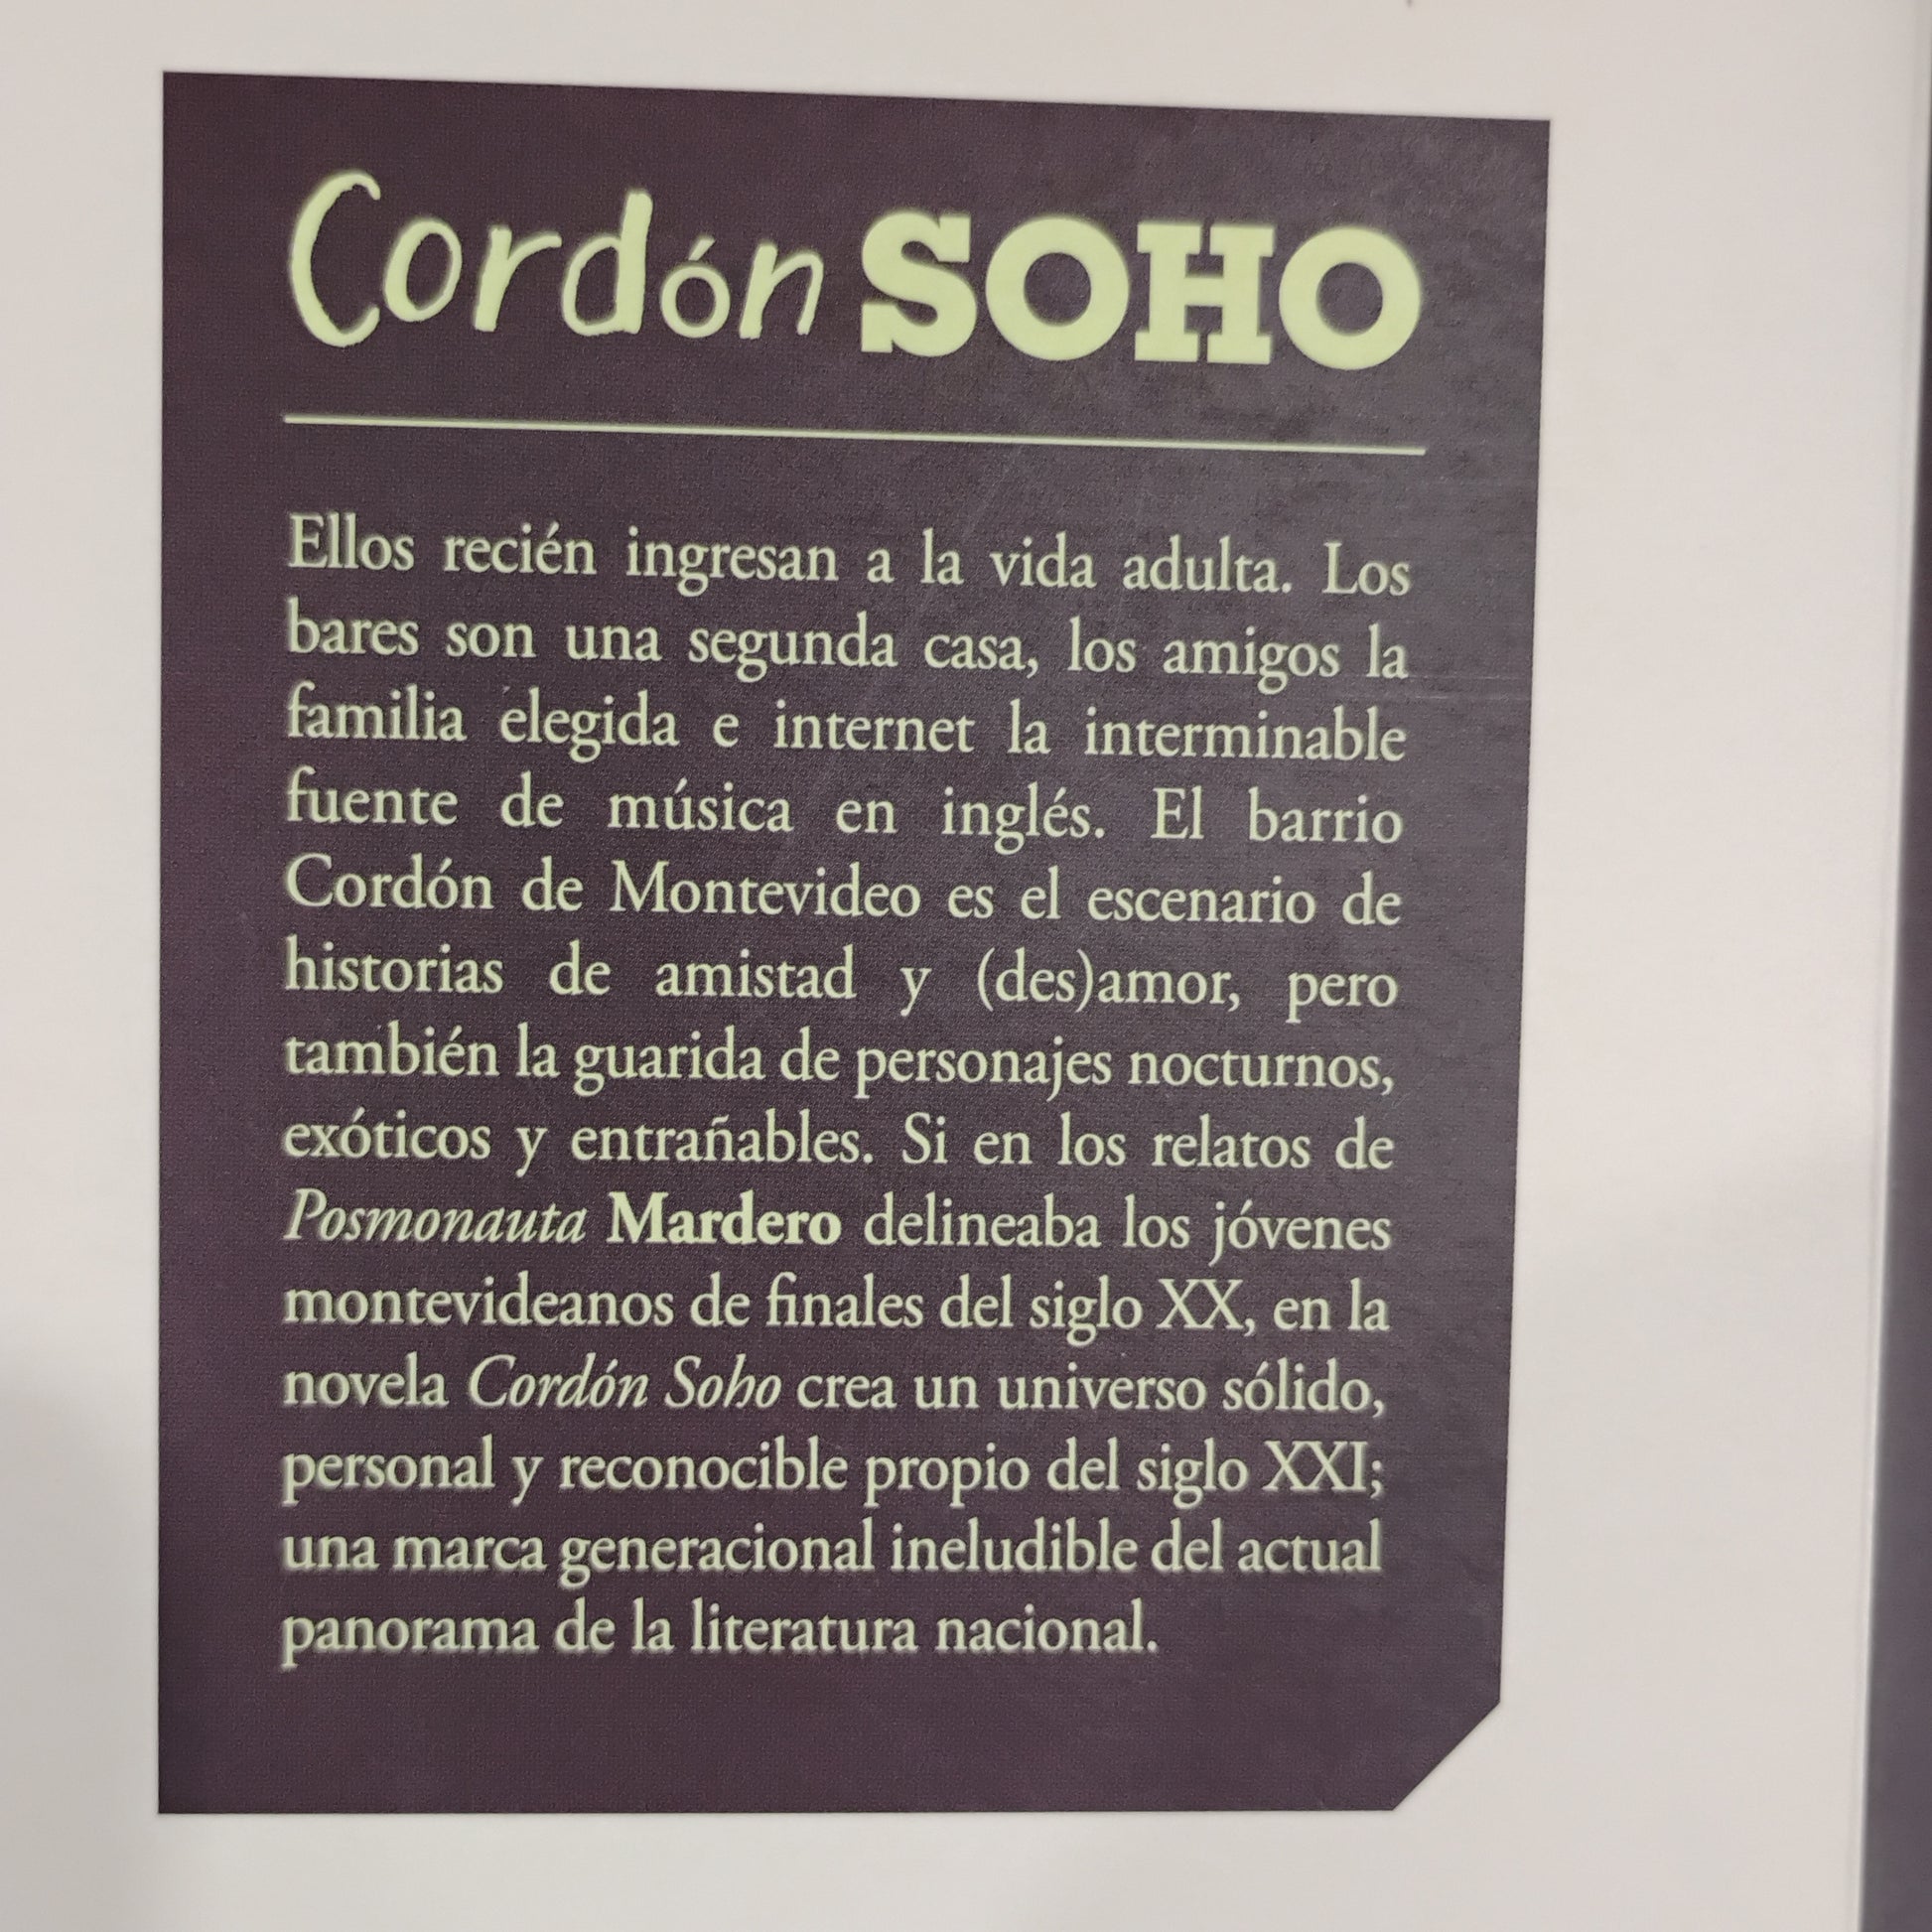 Cordón SOHO
Ellos recién ingresan a la vida adulta. Los
bares son una segunda casa, los amigos la
familia elegida e internet la interminable
fuente de música en inglés. El barrio
Cordón de Montevideo es el escenario de
historias de amistad y (des)amor, pero
también la guarida de personajes nocturnos,
exóticos y entrañables. Si en los relatos de
Posmonauta Mardero delineaba los jóvenes
montevideanos de finales del siglo XX, en la
novela Cordón Soho crea un universo sólido,
personal y reconocible propio del siglo XXI;
una marca generacional ineludible del actual
panorama de la literatura nacional.